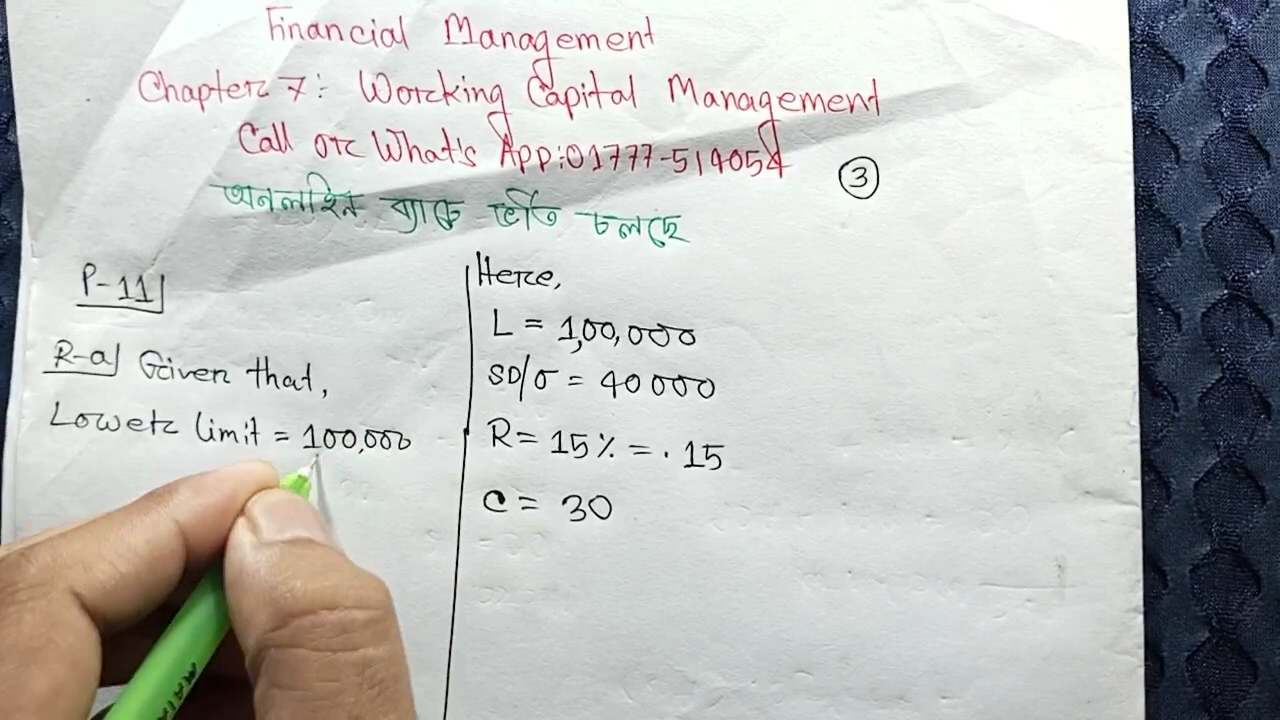 Financial Management
Chapter 7: Working Capital Management
Call or What's App:01777-519054
অনলাইন ব্যাচে ভর্তি চলছে
3
P-11
R-a Given that,
Lower limit = 100,000
Here,
L = 1,00,000
SD/σ = 40000
R = 15% = .15
C = 30